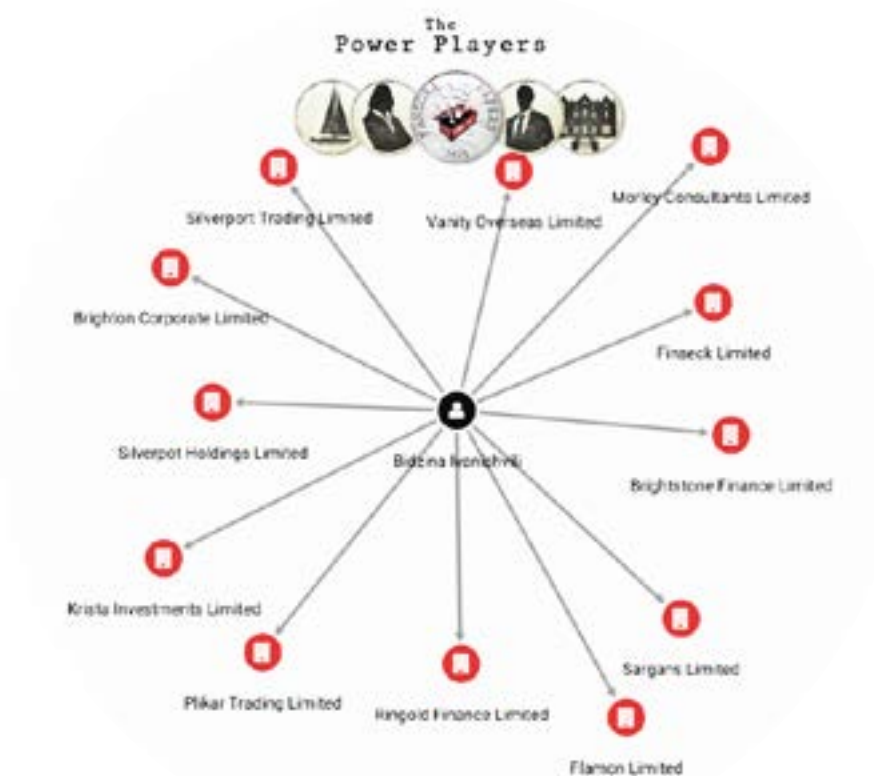 The
Power Players
Silverport Trading Limited
Vanity Overseas Limited
Morley Consultants Limited
Brighton Corporate Limited
Finseck Limited
Silverpot Holdings Limited
Bidzina Ivanishvili
Brightstone Finance Limited
Krista Investments Limited
Sargans Limited
Plikar Trading Limited
Ringold Finance Limited
Flamon Limited